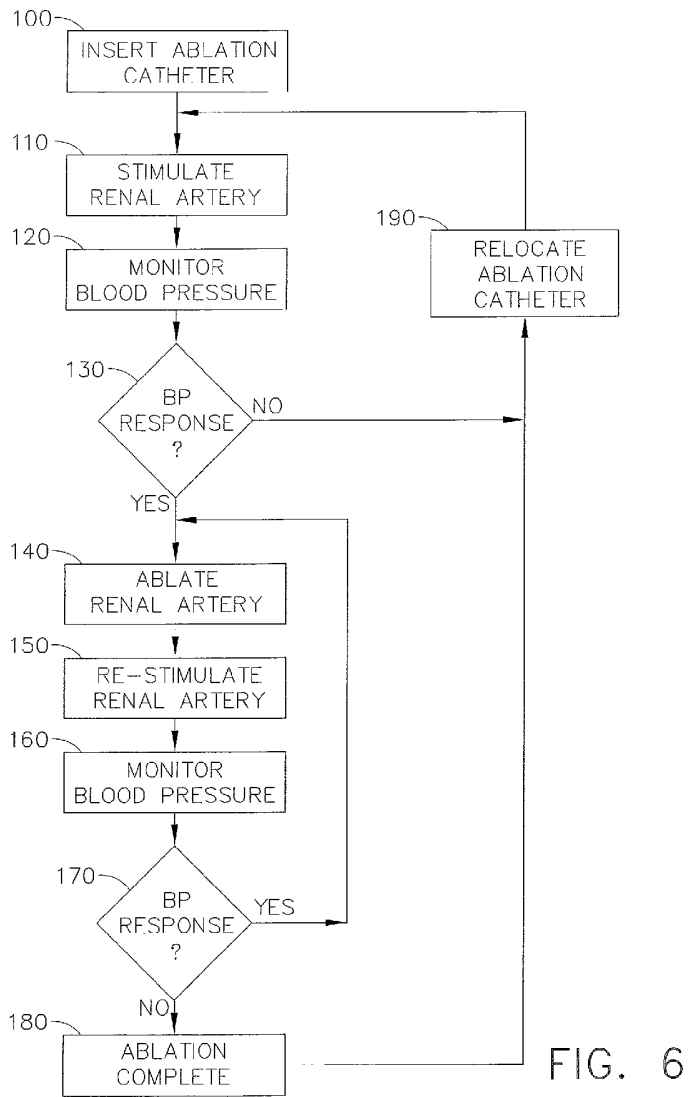 100
INSERT ABLATION
CATHETER
110
STIMULATE
RENAL ARTERY
120
MONITOR
BLOOD PRESSURE
190
RELOCATE
ABLATION
CATHETER
130
BP
RESPONSE
?
NO
YES
140
ABLATE
RENAL ARTERY
150
RE-STIMULATE
RENAL ARTERY
160
MONITOR
BLOOD PRESSURE
170
BP
RESPONSE
?
YES
NO
180
ABLATION
COMPLETE
FIG. 6